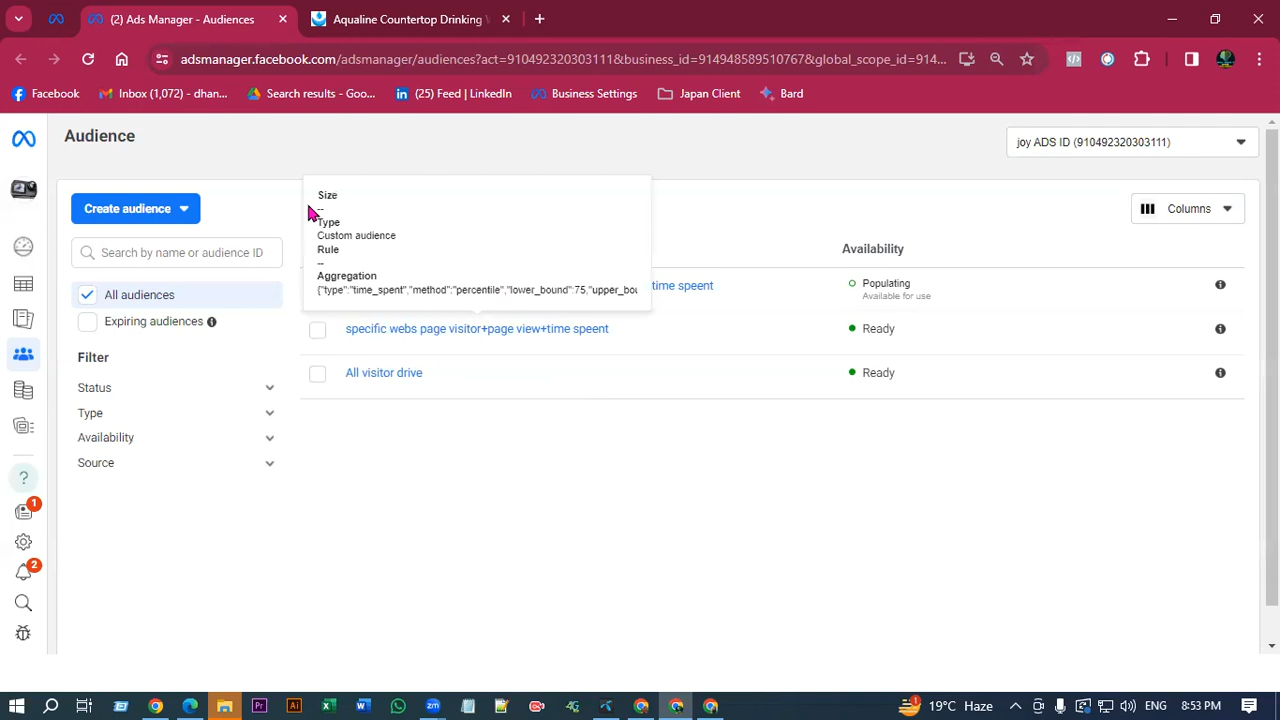 (2) Ads Manager - Audiences
Aqualine Countertop Drinking
adsmanager.facebook.com/adsmanager/audiences?act=910492320303111&business_id=914948589510767&global_scope_id=914...
Facebook
Inbox (1,072) - dhan...
Search results - Goo...
(25) Feed | LinkedIn
Business Settings
Japan Client
Bard
Audience
joy ADS ID (910492320303111)
Create audience
Columns
Size
--
Type
Custom audience
Rule
--
Aggregation
{"type":"time_spent","method":"percentile","lower_bound":75,"upper_bou
Search by name or audience ID
Availability
All audiences
time speent
Populating
Available for use
Expiring audiences
specific webs page visitor+page view+time speent
Ready
Filter
All visitor drive
Ready
Status
Type
Availability
Source
?
1
2
Pr
Ai
W
zm
19°C Haze
ENG
8:53 PM